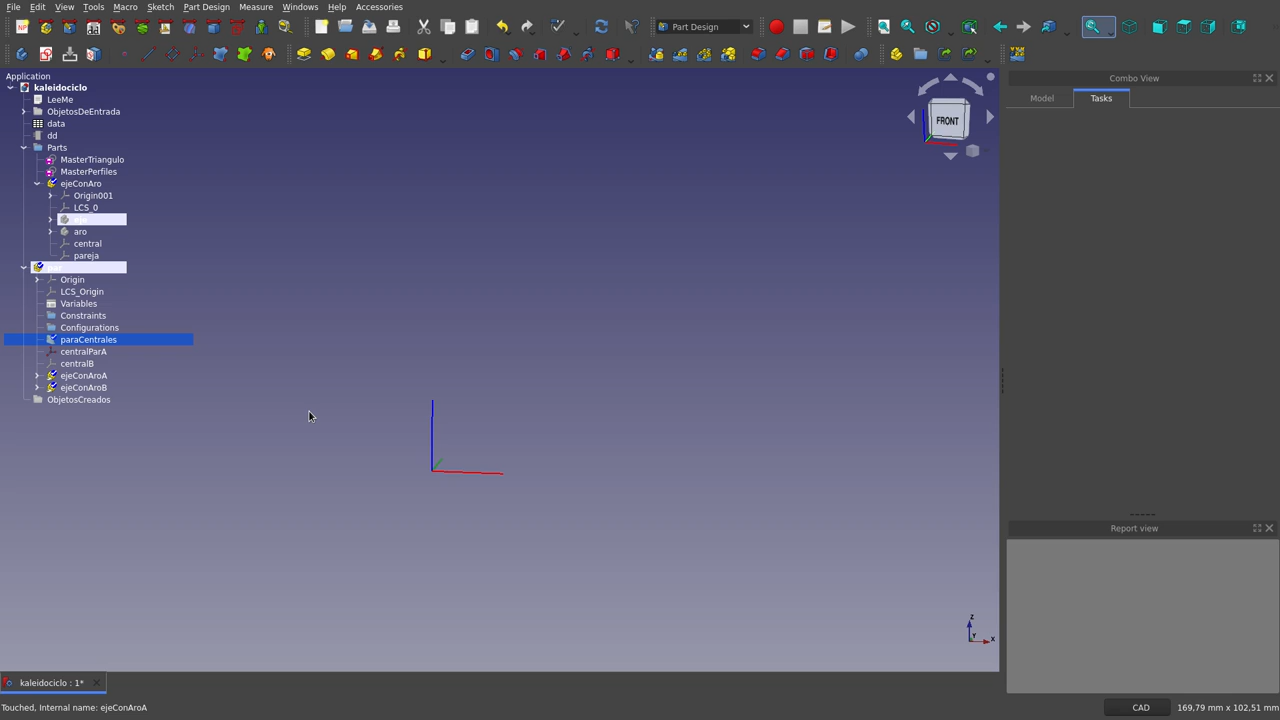 File Edit View Tools Macro Sketch Part Design Measure Windows Help Accessories
Part Design
Application
kaleidociclo
LeeMe
ObjetosDeEntrada
data
dd
Parts
MasterTriangulo
MasterPerfiles
ejeConAro
Origin001
LCS_0
eje
aro
central
pareja
Origin
LCS_Origin
Variables
Constraints
Configurations
paraCentrales
centralParA
centralB
ejeConAroA
ejeConAroB
ObjetosCreados
FRONT
Z
Y
X
Combo View
Model
Tasks
Report view
kaleidociclo : 1*
Touched, Internal name: ejeConAroA
CAD
169,79 mm x 102,51 mm